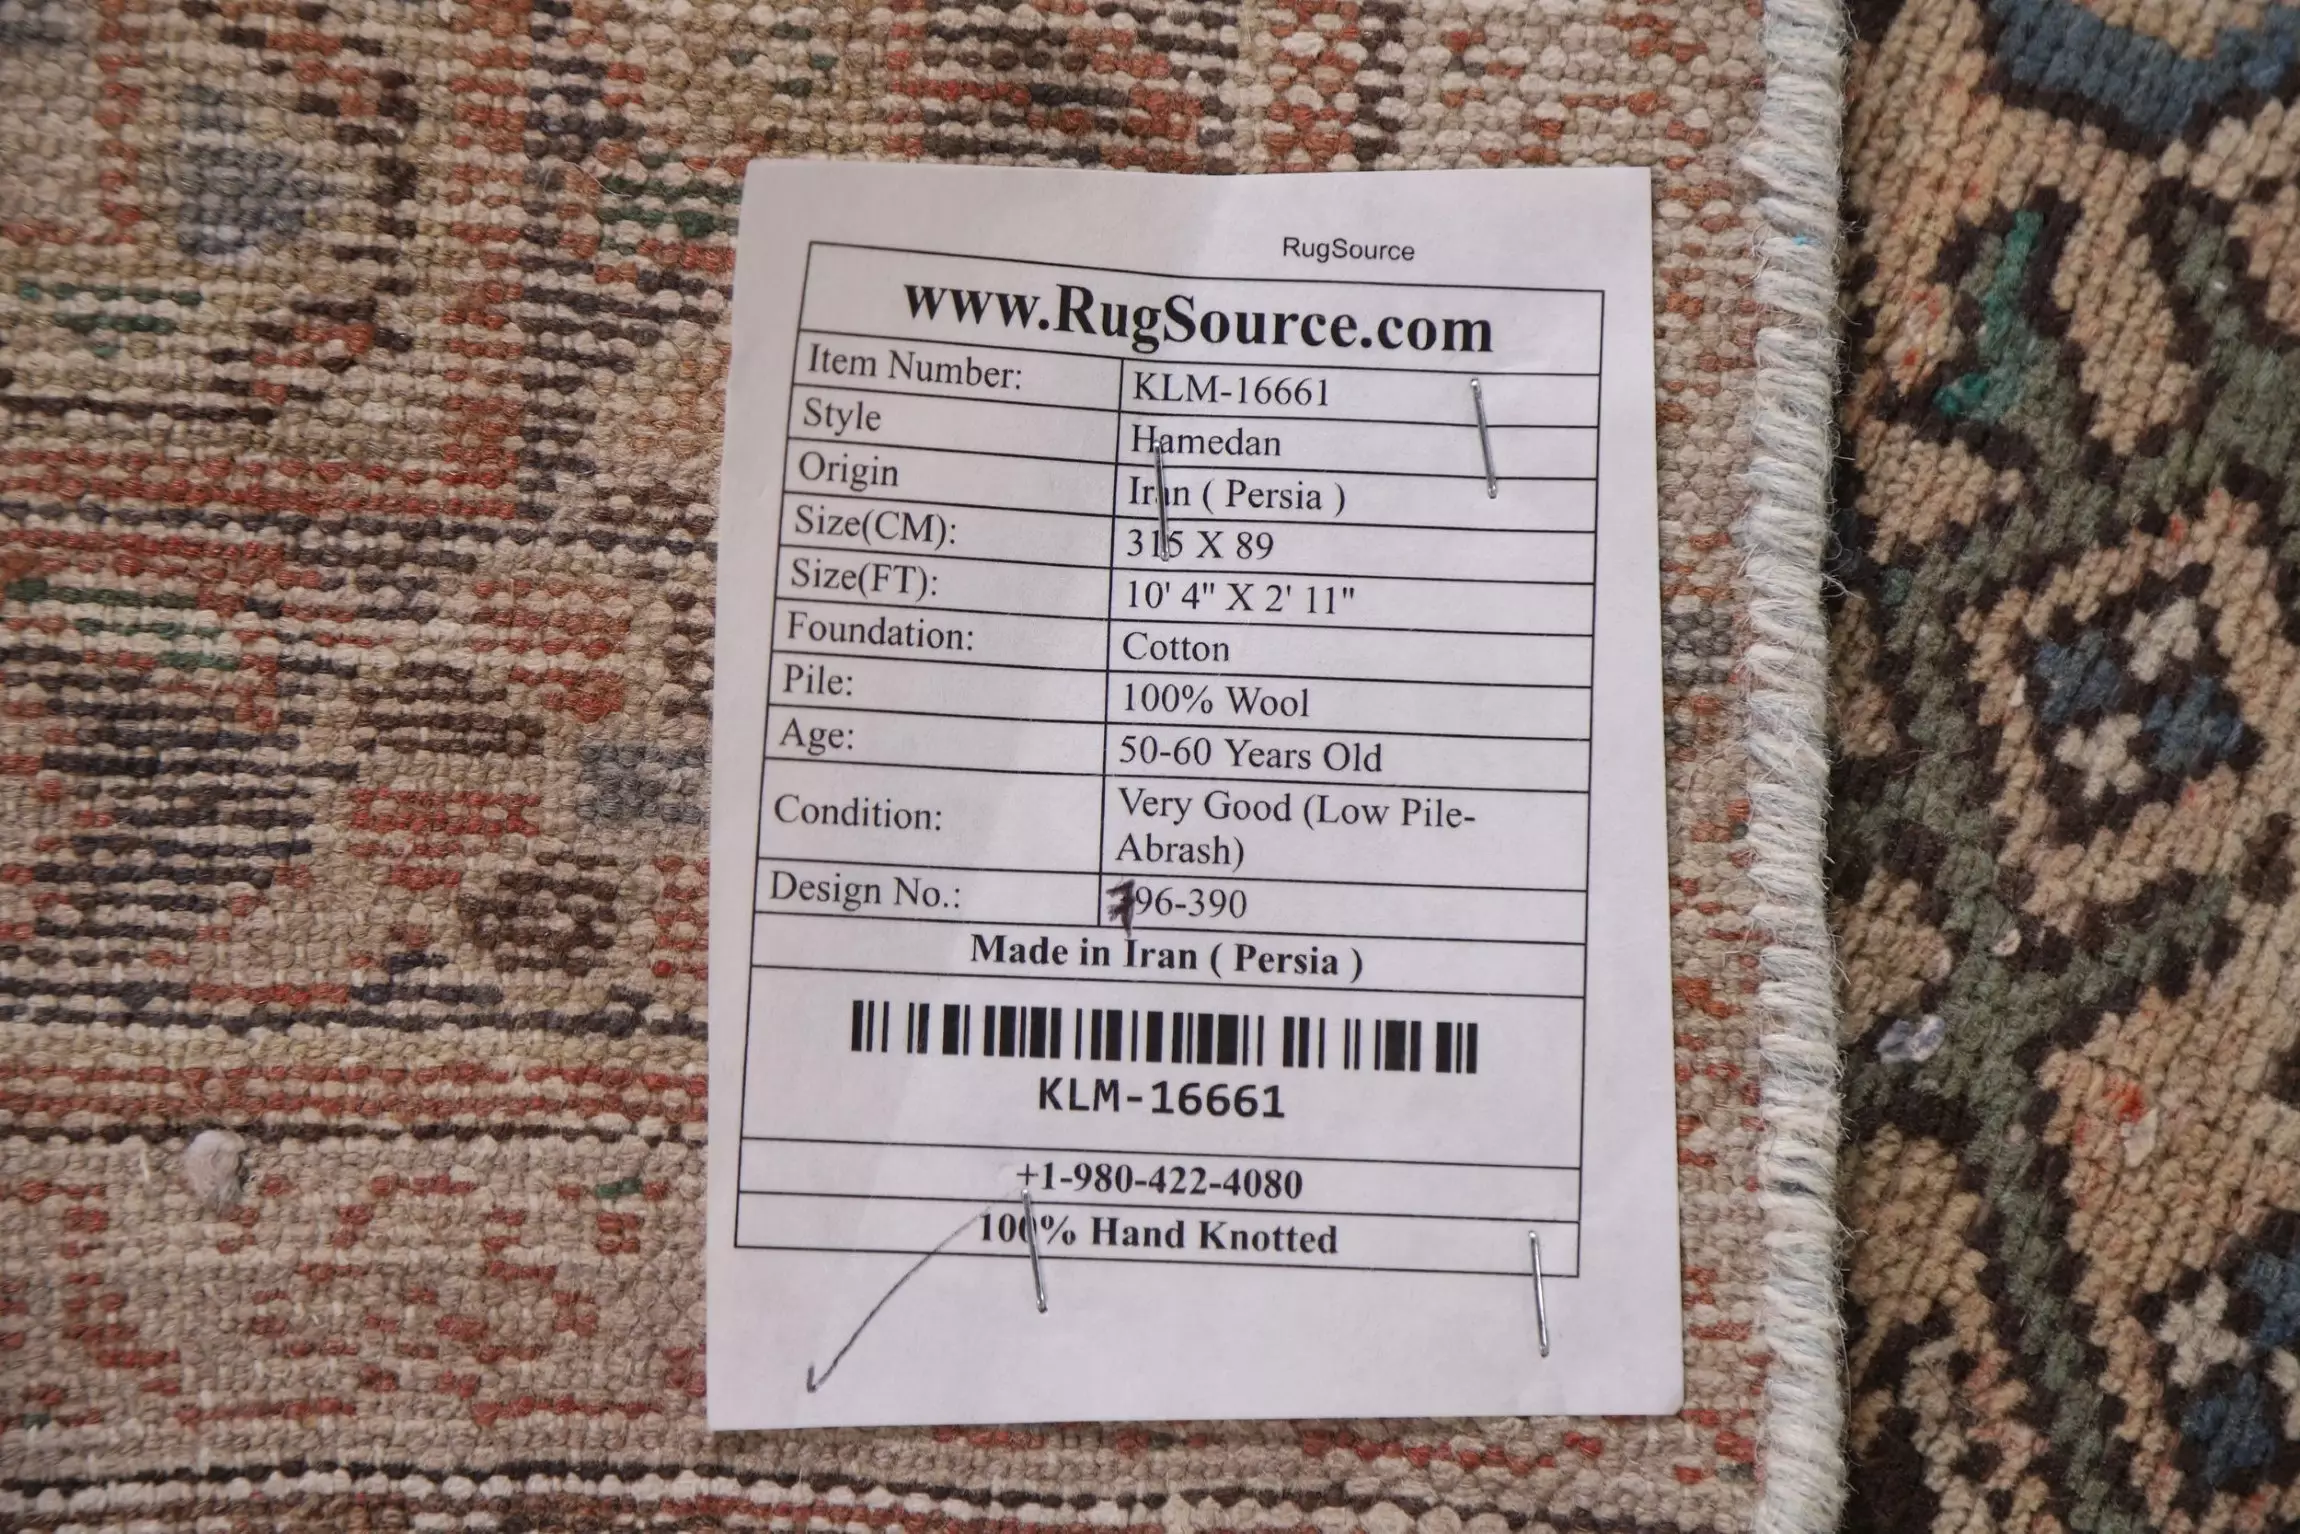 RugSource
www.RugSource.com
Item Number: KLM-16661
Style Hamedan
Origin Iran ( Persia )
Size(CM): 315 X 89
Size(FT): 10' 4" X 2' 11"
Foundation: Cotton
Pile: 100% Wool
Age: 50-60 Years Old
Condition: Very Good (Low Pile-
Abrash)
Design No.: 796-390
Made in Iran ( Persia )
KLM-16661
+1-980-422-4080
100% Hand Knotted